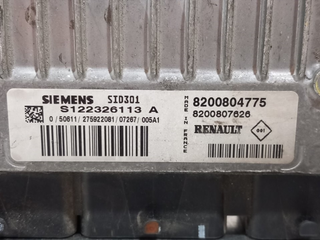 SIEMENS SID301
S122326113 A
0 / 50611 / 275922081 / 07267 / 005A1
MADE IN FRANCE
8200804775
8200807626
RENAULT